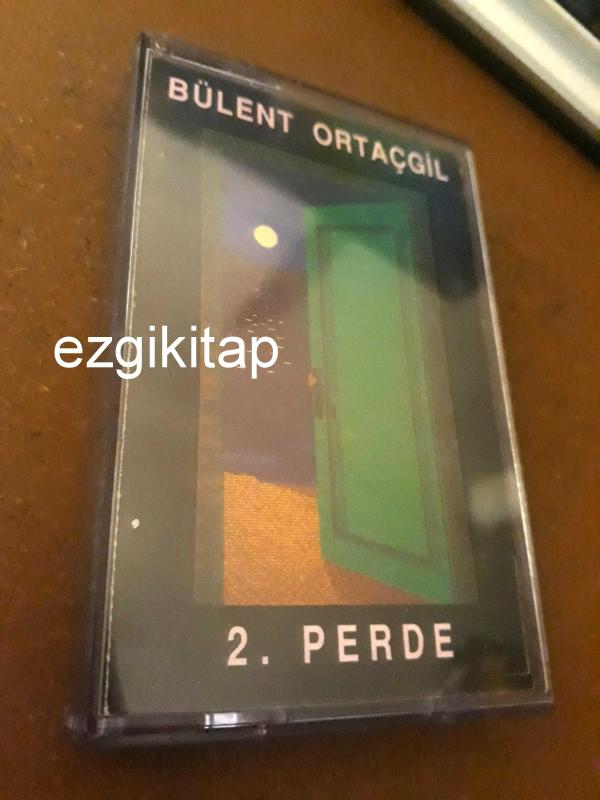 BÜLENT ORTAÇGİL
ezgikitap
2. PERDE